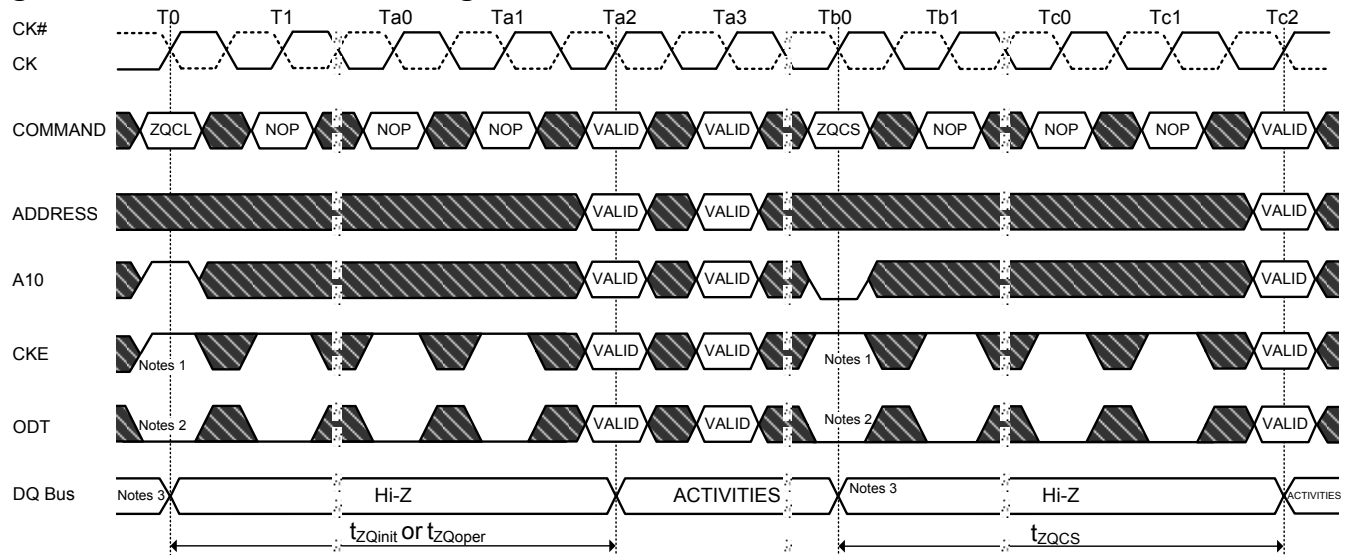 T0 T1 Ta0 Ta1 Ta2 Ta3 Tb0 Tb1 Tc0 Tc1 Tc2
CK#
CK
COMMAND ZQCL NOP NOP NOP VALID VALID ZQCS NOP NOP NOP VALID
ADDRESS VALID VALID VALID
A10 VALID VALID VALID
CKE Notes 1 VALID VALID Notes 1 VALID
ODT Notes 2 VALID VALID Notes 2 VALID
DQ Bus Notes 3 Hi-Z ACTIVITIES Notes 3 Hi-Z ACTIVITIES
tZQinit or tZQoper tZQCS